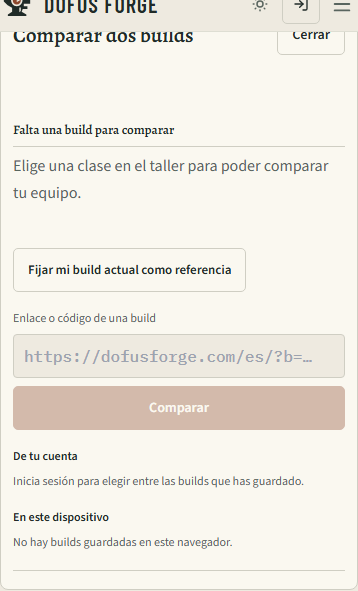 DOFUS FORGE
Comparar dos builds
Cerrar
Falta una build para comparar
Elige una clase en el taller para poder comparar
tu equipo.
Fijar mi build actual como referencia
Enlace o código de una build
https://dofusforge.com/es/?b=…
Comparar
De tu cuenta
Inicia sesión para elegir entre las builds que has guardado.
En este dispositivo
No hay builds guardadas en este navegador.